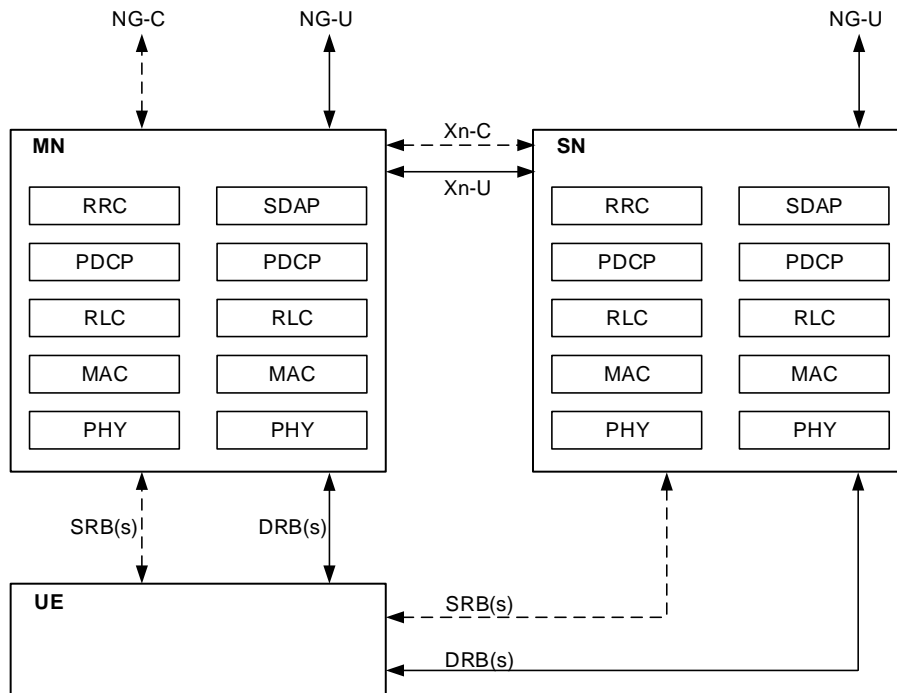 NG-C NG-U NG-U
MN Xn-C SN
Xn-U
RRC SDAP RRC SDAP
PDCP PDCP PDCP PDCP
RLC RLC RLC RLC
MAC MAC MAC MAC
PHY PHY PHY PHY
SRB(s) DRB(s)
UE SRB(s)
DRB(s)